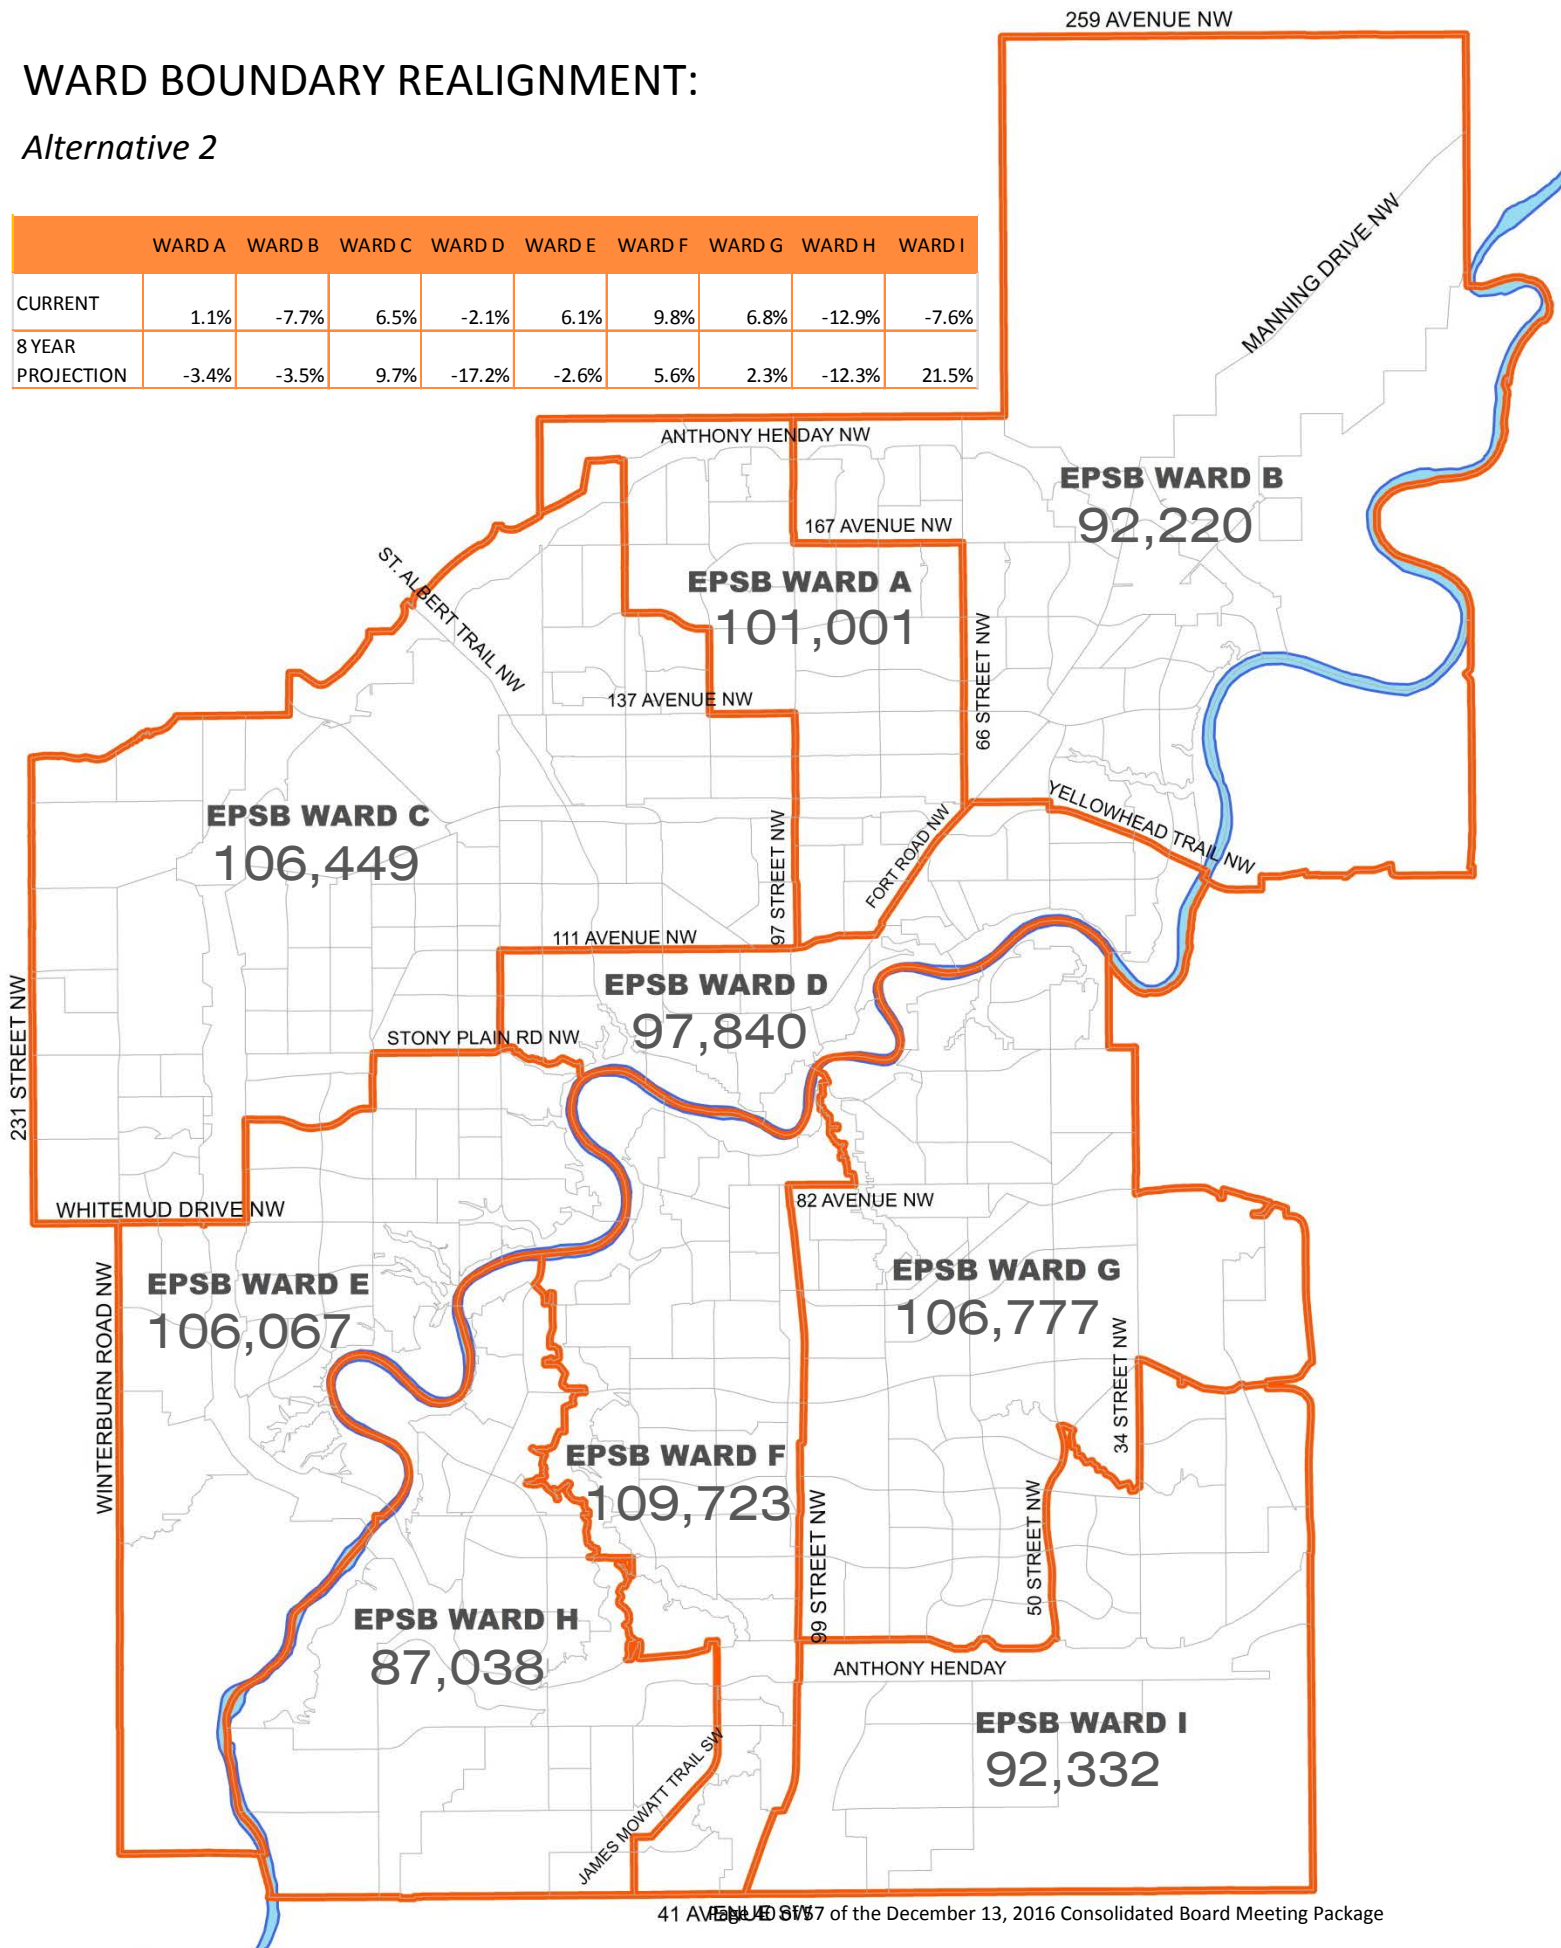 259 AVENUE NW
WARD BOUNDARY REALIGNMENT:
Alternative 2
WARD A WARD B WARD C WARD D WARD E WARD F WARD G WARD H WARD I
CURRENT 1.1% -7.7% 6.5% -2.1% 6.1% 9.8% 6.8% -12.9% -7.6%
8 YEAR
PROJECTION -3.4% -3.5% 9.7% -17.2% -2.6% 5.6% 2.3% -12.3% 21.5%
MANNING DRIVE NW
ANTHONY HENDAY NW
EPSB WARD B
92,220
167 AVENUE NW
ST. ALBERT TRAIL NW
EPSB WARD A
101,001
66 STREET NW
137 AVENUE NW
YELLOWHEAD TRAIL NW
EPSB WARD C
106,449
97 STREET NW
FORT ROAD NW
111 AVENUE NW
EPSB WARD D
97,840
231 STREET NW
STONY PLAIN RD NW
82 AVENUE NW
WHITEMUD DRIVE NW
EPSB WARD G
106,777
EPSB WARD E
106,067
WINTERBURN ROAD NW
34 STREET NW
EPSB WARD F
109,723
99 STREET NW
50 STREET NW
EPSB WARD H
87,038
ANTHONY HENDAY
EPSB WARD I
92,332
JAMES MOWATT TRAIL SW
41 AVENUE SW
Page 40 of 57 of the December 13, 2016 Consolidated Board Meeting Package